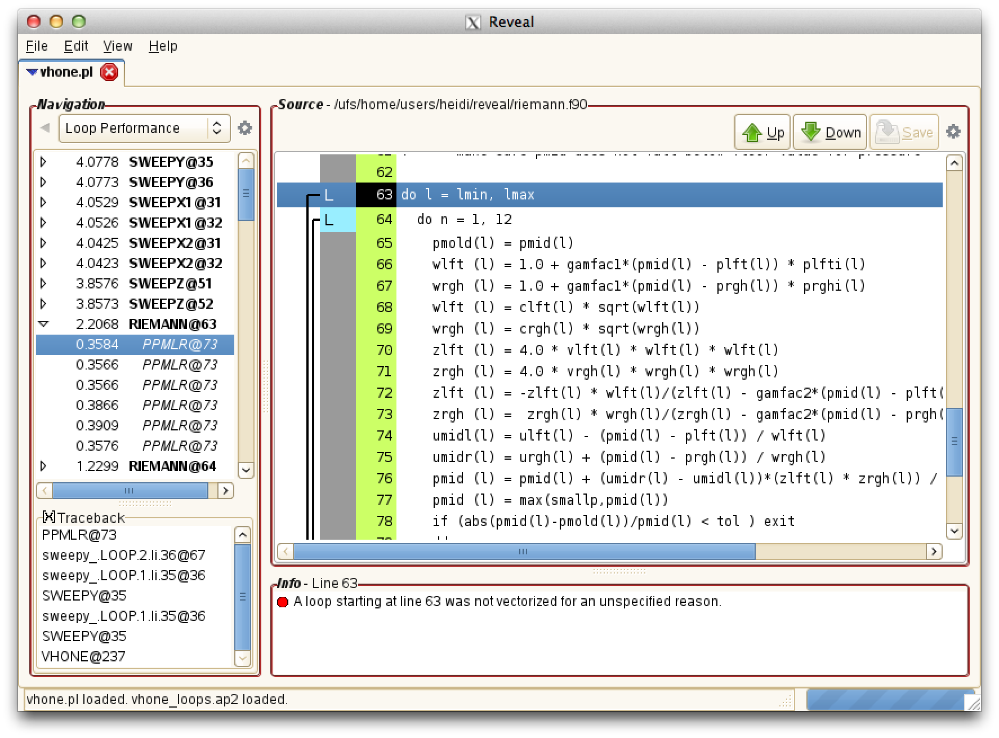 Reveal
File Edit View Help
vhone.pl
Navigation
Loop Performance
4.0778 SWEEPY@35
4.0773 SWEEPY@36
4.0529 SWEEPX1@31
4.0526 SWEEPX1@32
4.0425 SWEEPX2@31
4.0423 SWEEPX2@32
3.8576 SWEEPZ@51
3.8573 SWEEPZ@52
2.2068 RIEMANN@63
0.3584 PPMLR@73
0.3566 PPMLR@73
0.3566 PPMLR@73
0.3866 PPMLR@73
0.3909 PPMLR@73
0.3576 PPMLR@73
1.2299 RIEMANN@64
Traceback
PPMLR@73
sweepy_.LOOP.2.li.36@67
sweepy_.LOOP.1.li.35@36
SWEEPY@35
sweepy_.LOOP.1.li.35@36
SWEEPY@35
VHONE@237
Source - /ufs/home/users/heidi/reveal/riemann.f90
Up Down Save
62
L 63 do l = lmin, lmax
L 64 do n = 1, 12
65 pmold(l) = pmid(l)
66 wlft (l) = 1.0 + gamfac1*(pmid(l) - plft(l)) * plfti(l)
67 wrgh (l) = 1.0 + gamfac1*(pmid(l) - prgh(l)) * prghi(l)
68 wlft (l) = clft(l) * sqrt(wlft(l))
69 wrgh (l) = crgh(l) * sqrt(wrgh(l))
70 zlft (l) = 4.0 * vlft(l) * wlft(l) * wlft(l)
71 zrgh (l) = 4.0 * vrgh(l) * wrgh(l) * wrgh(l)
72 zlft (l) = -zlft(l) * wlft(l)/(zlft(l) - gamfac2*(pmid(l) - plft(
73 zrgh (l) =  zrgh(l) * wrgh(l)/(zrgh(l) - gamfac2*(pmid(l) - prgh(
74 umidl(l) = ulft(l) - (pmid(l) - plft(l)) / wlft(l)
75 umidr(l) = urgh(l) + (pmid(l) - prgh(l)) / wrgh(l)
76 pmid (l) = pmid(l) + (umidr(l) - umidl(l))*(zlft(l) * zrgh(l)) /
77 pmid (l) = max(smallp,pmid(l))
78 if (abs(pmid(l)-pmold(l))/pmid(l) < tol ) exit
Info - Line 63
A loop starting at line 63 was not vectorized for an unspecified reason.
vhone.pl loaded. vhone_loops.ap2 loaded.